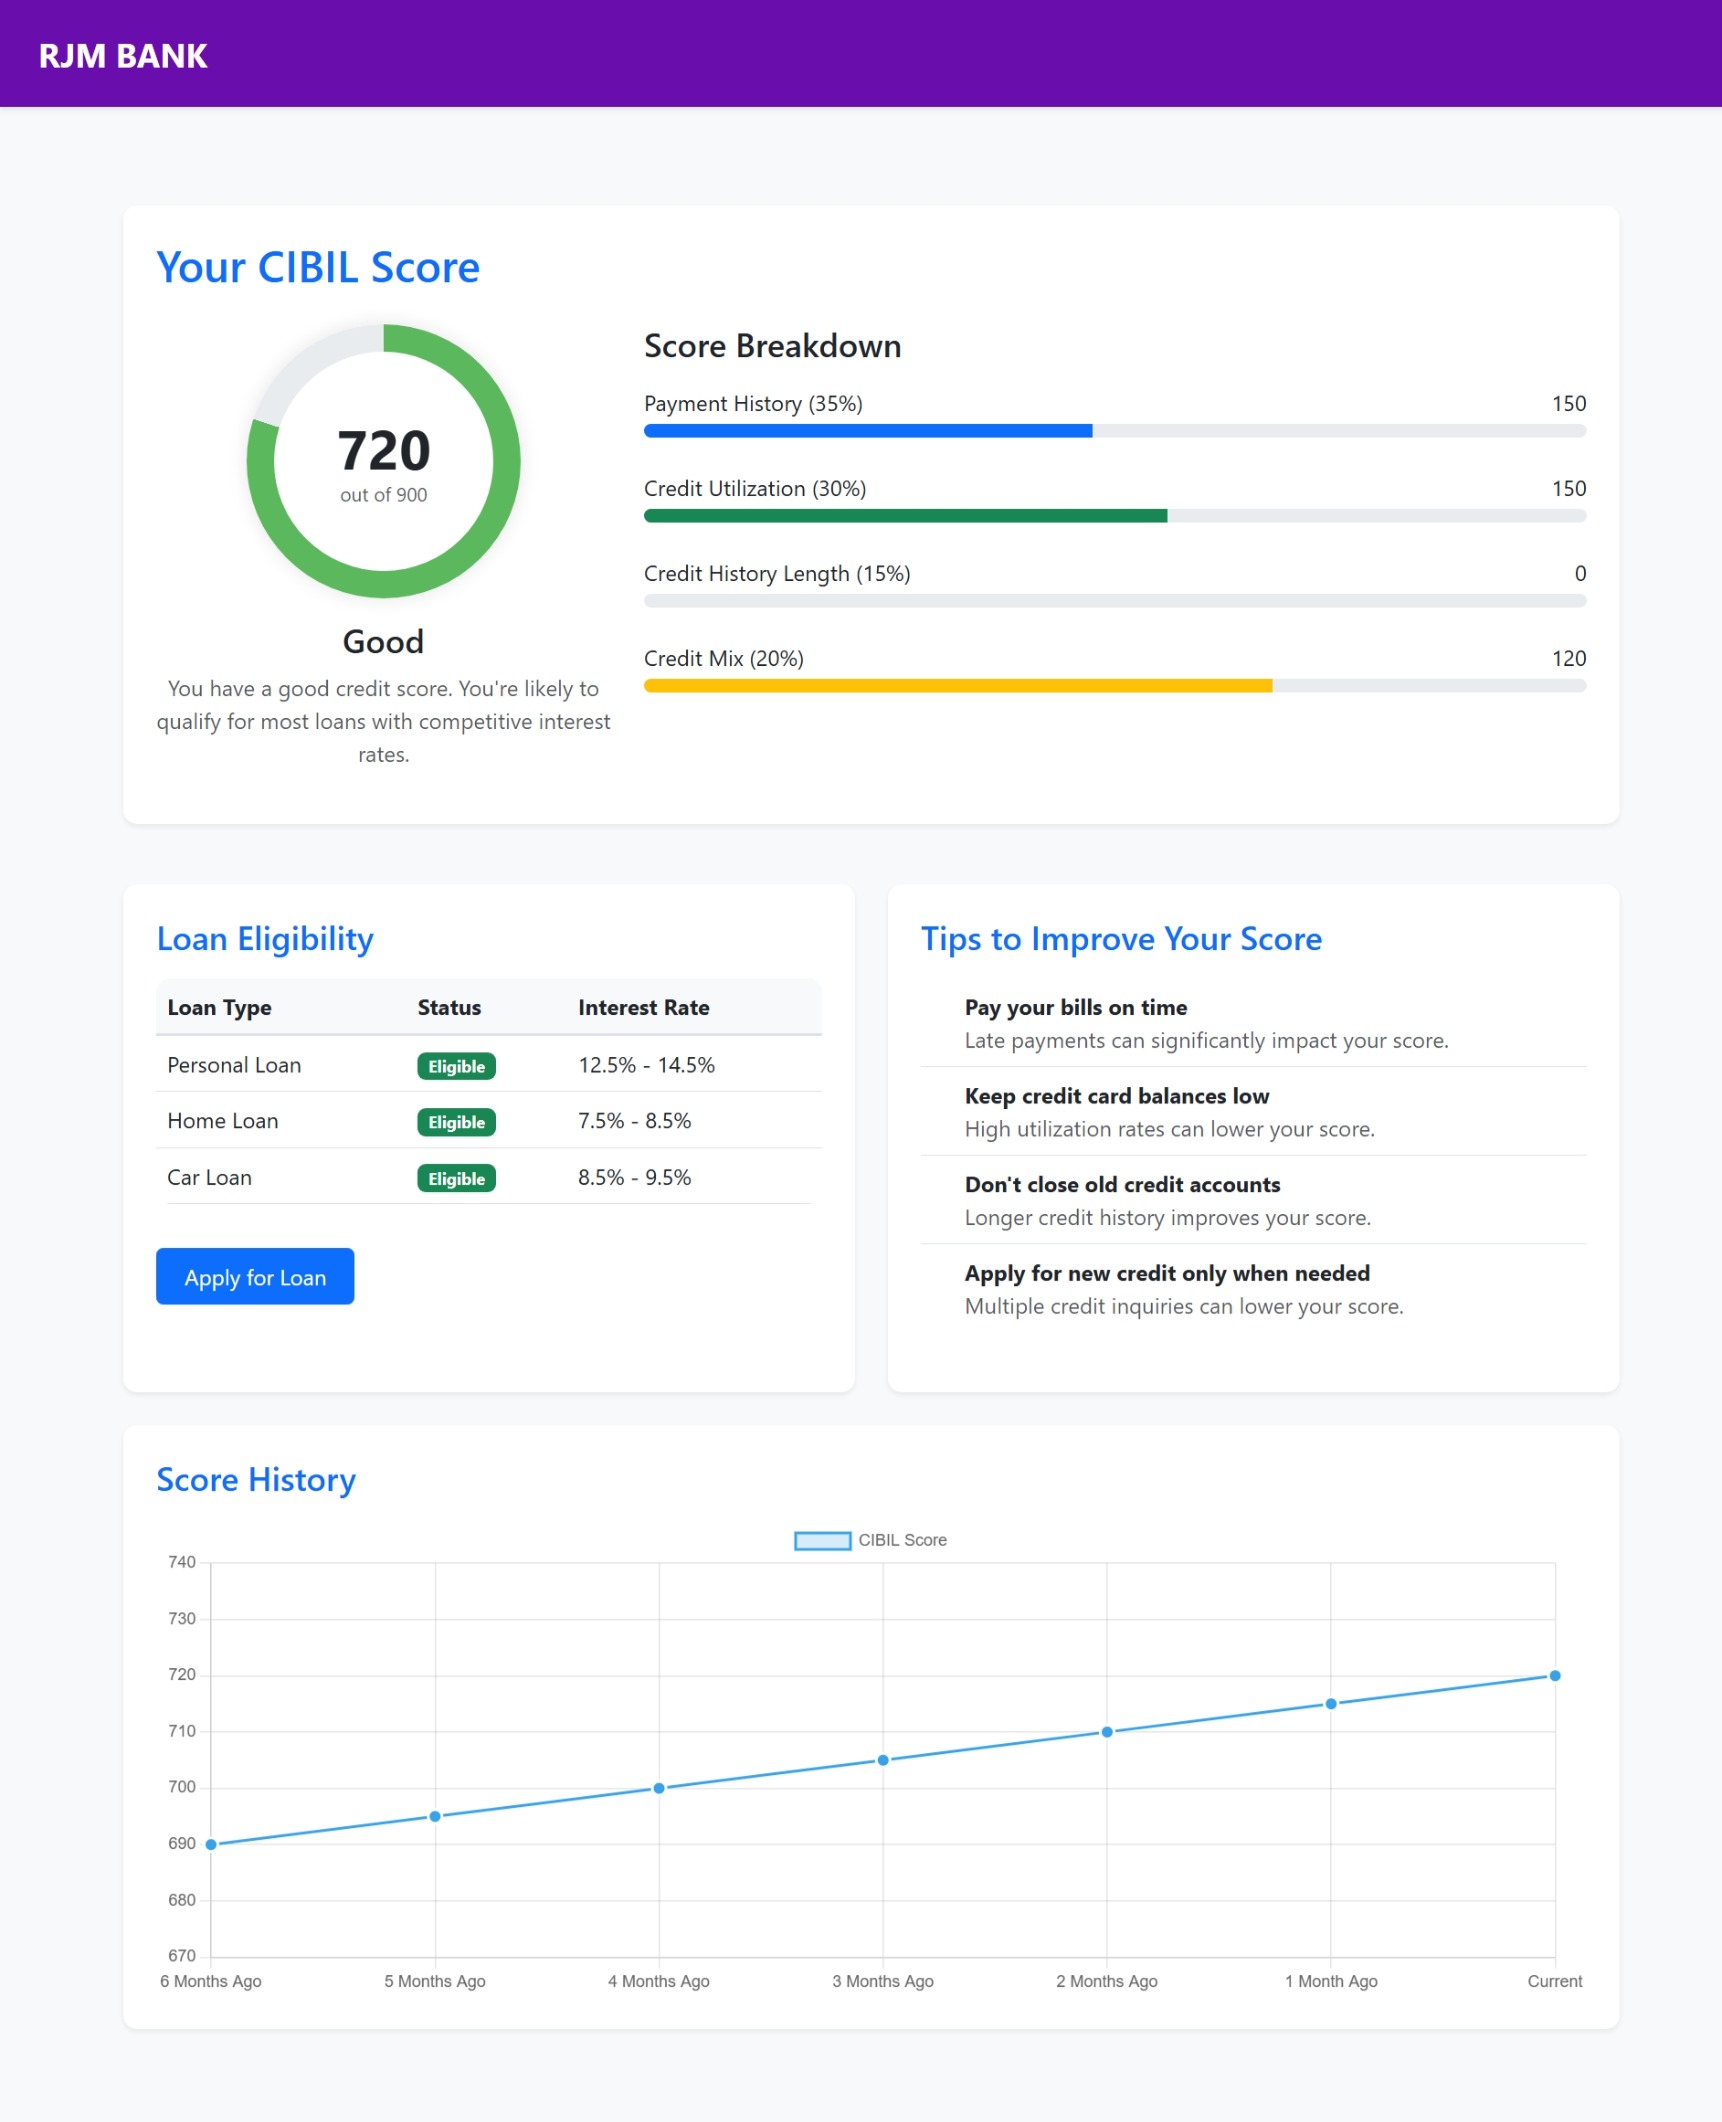 RJM BANK
Your CIBIL Score
720
out of 900
Good
You have a good credit score. You're likely to
qualify for most loans with competitive interest
rates.
Score Breakdown
Payment History (35%) 150
Credit Utilization (30%) 150
Credit History Length (15%) 0
Credit Mix (20%) 120
Loan Eligibility
Loan Type Status Interest Rate
Personal Loan Eligible 12.5% - 14.5%
Home Loan Eligible 7.5% - 8.5%
Car Loan Eligible 8.5% - 9.5%
Apply for Loan
Tips to Improve Your Score
Pay your bills on time
Late payments can significantly impact your score.
Keep credit card balances low
High utilization rates can lower your score.
Don't close old credit accounts
Longer credit history improves your score.
Apply for new credit only when needed
Multiple credit inquiries can lower your score.
Score History
CIBIL Score
740
730
720
710
700
690
680
670
6 Months Ago 5 Months Ago 4 Months Ago 3 Months Ago 2 Months Ago 1 Month Ago Current